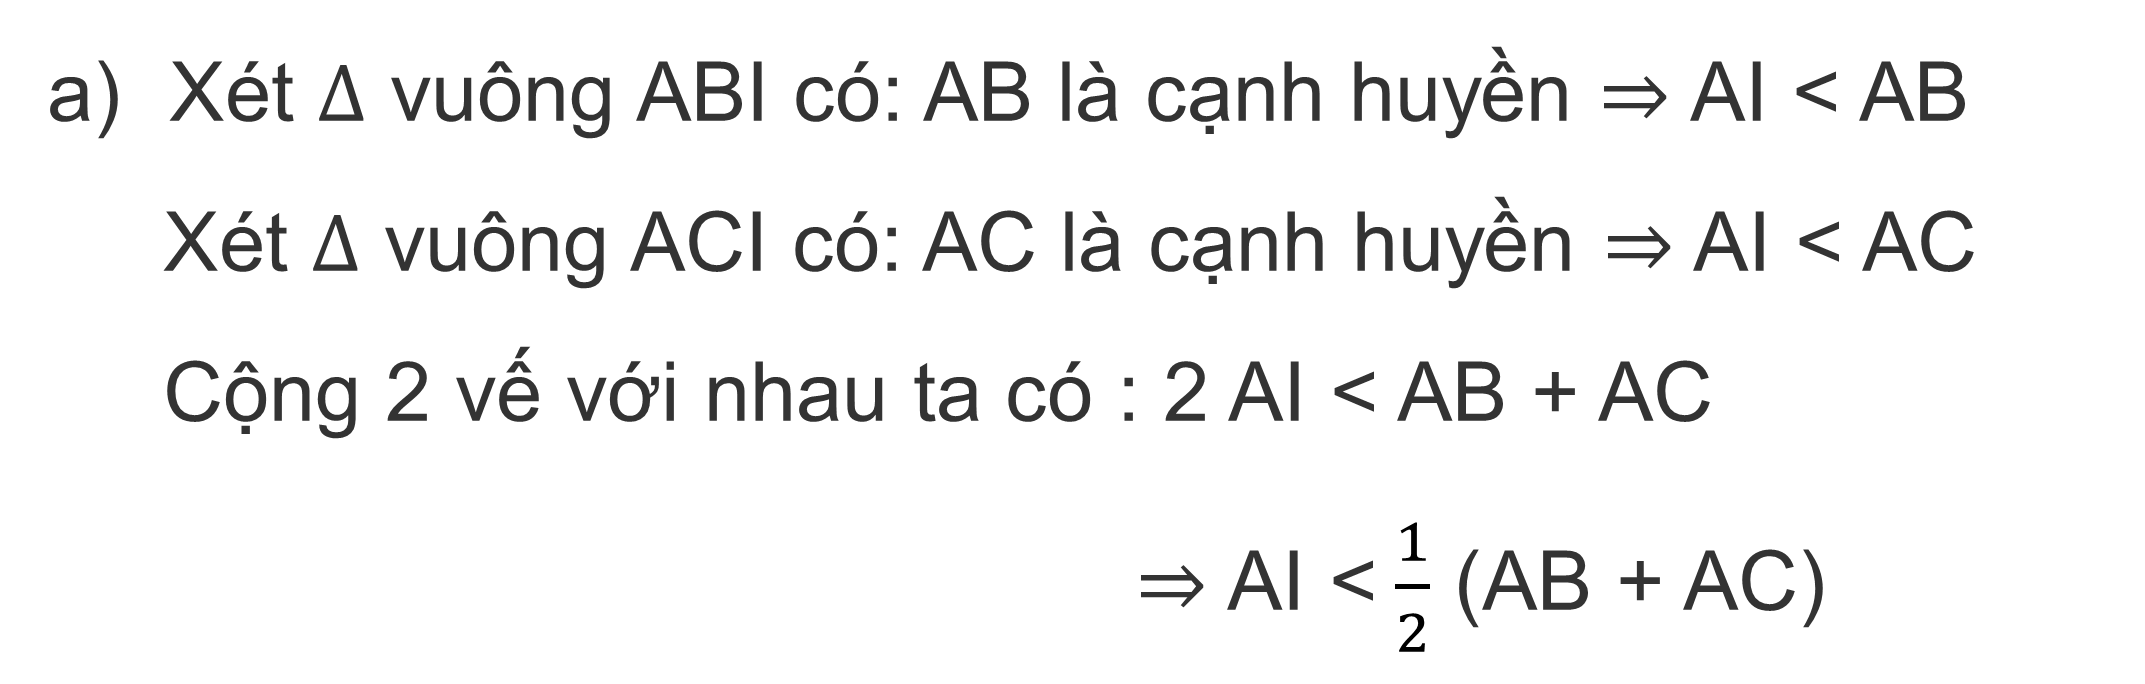 a) Xét Δ vuông ABI có: AB là cạnh huyền ⇒ AI < AB
Xét Δ vuông ACI có: AC là cạnh huyền ⇒ AI < AC
Cộng 2 vế với nhau ta có : 2 AI < AB + AC
⇒ AI < 1/2 (AB + AC)